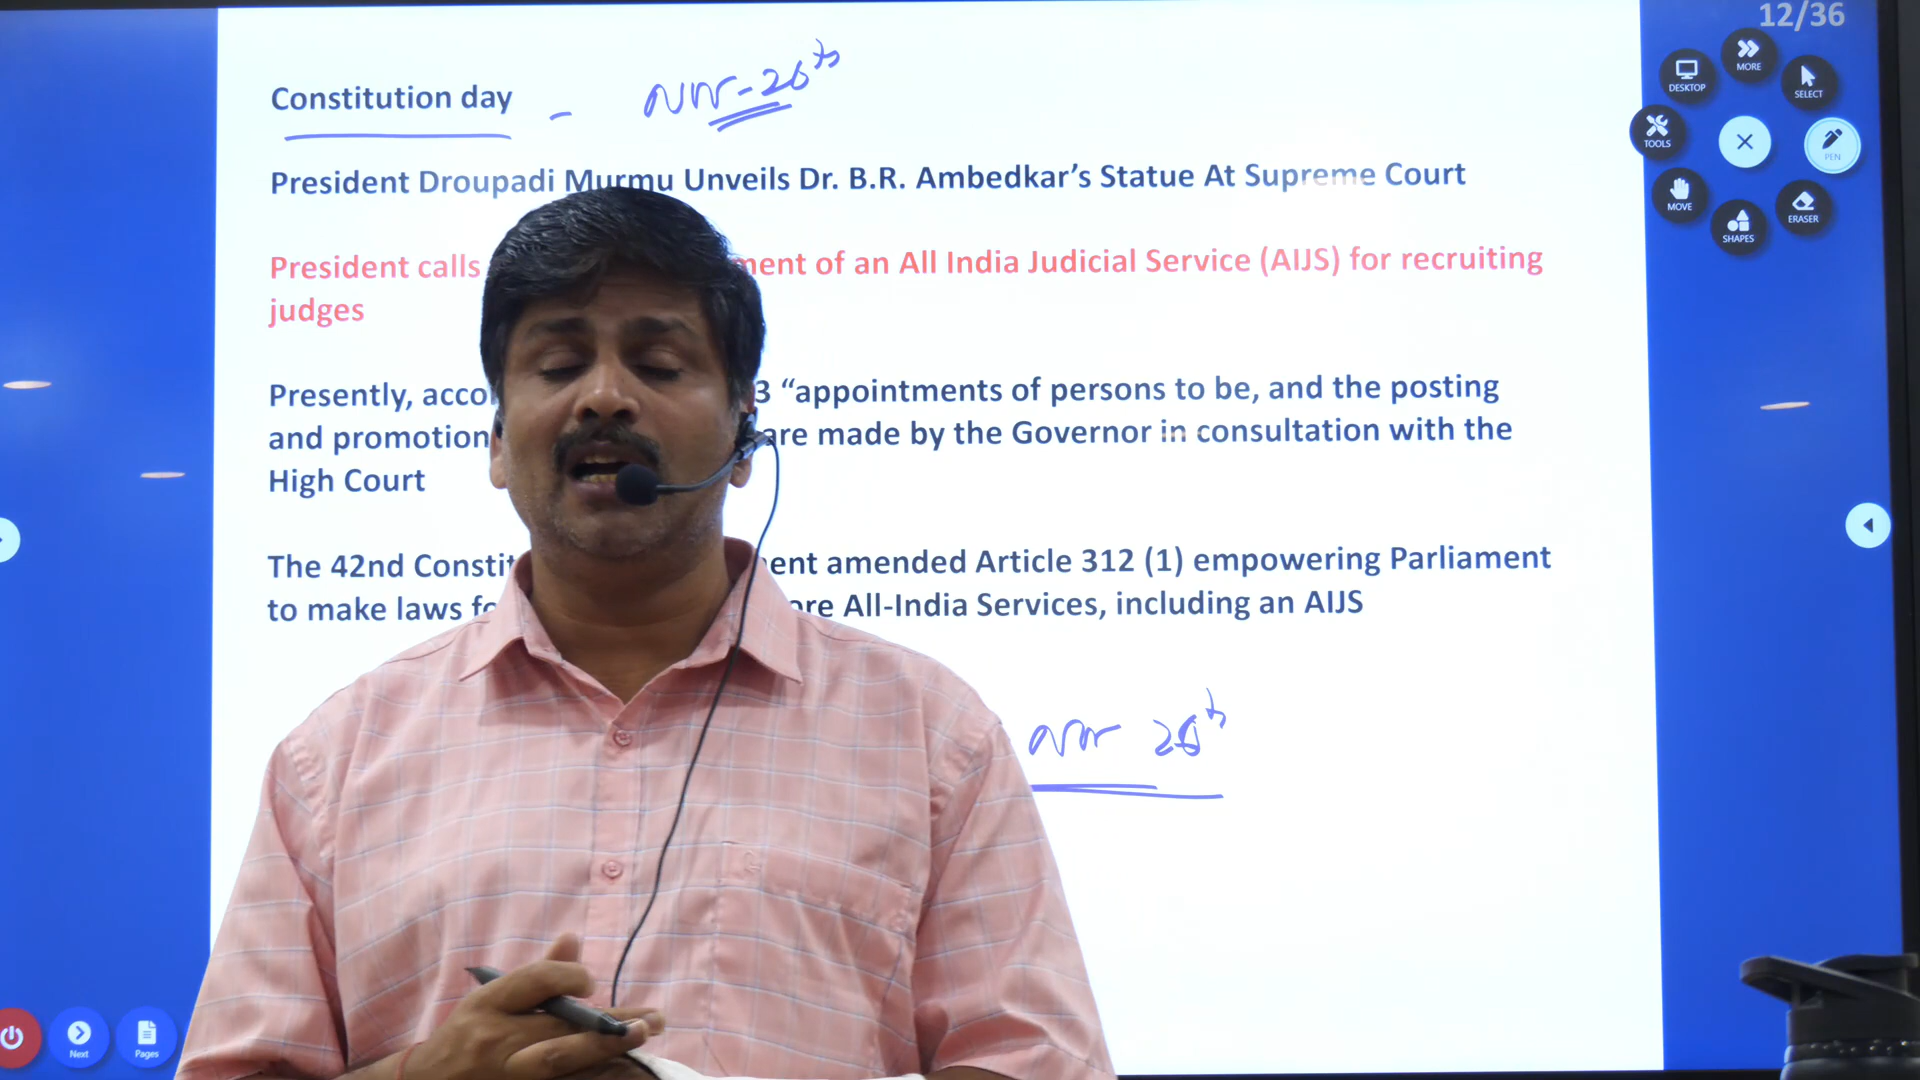 12/36
MORE
DESKTOP
SELECT
TOOLS
PEN
MOVE
ERASER
SHAPES
Constitution day - Nov-26th
President Droupadi Murmu Unveils Dr. B.R. Ambedkar's Statue At Supreme Court
President calls ment of an All India Judicial Service (AIJS) for recruiting
judges
Presently, acco 3 “appointments of persons to be, and the posting
and promotion are made by the Governor in consultation with the
High Court
The 42nd Constit ent amended Article 312 (1) empowering Parliament
to make laws fo re All-India Services, including an AIJS
Nov 26th
Next
Pages